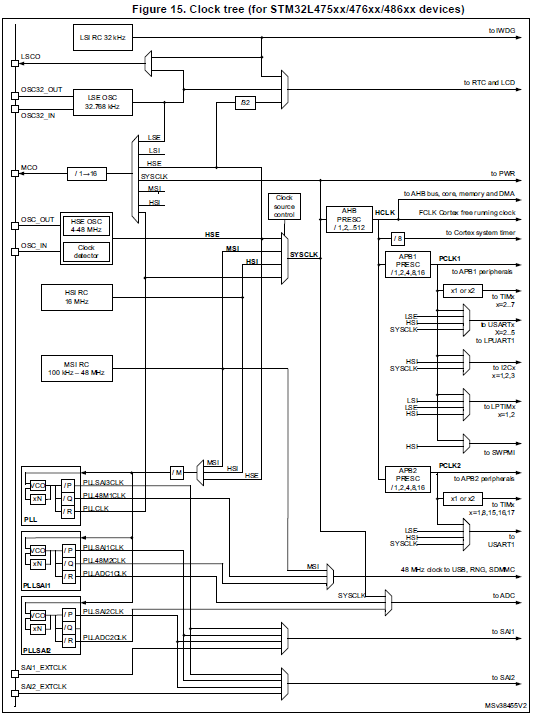 Figure 15. Clock tree (for STM32L475xx/476xx/486xx devices)
LSI RC 32 kHz
to IWDG
LSCO
to RTC and LCD
OSC32_OUT
LSE OSC
32.768 kHz
OSC32_IN
/32
LSE
LSI
HSE
MCO
/ 1→16
to PWR
SYSCLK
MSI
HSI
Clock
source
control
to AHB bus, core, memory and DMA
AHB
PRESC
/ 1,2,..512
HCLK
FCLK Cortex free running clock
OSC_OUT
HSE OSC
4-48 MHz
OSC_IN
Clock
detector
HSE
MSI
HSI
SYSCLK
/ 8
to Cortex system timer
APB1
PRESC
/ 1,2,4,8,16
PCLK1
to APB1 peripherals
HSI RC
16 MHz
x1 or x2
to TIMx
x=2..7
LSE
HSI
SYSCLK
to USARTx
X=2..5
to LPUART1
MSI RC
100 kHz – 48 MHz
HSI
SYSCLK
to I2Cx
x=1,2,3
LSI
LSE
HSI
to LPTIMx
x=1,2
HSI
to SWPMI
MSI
HSI
HSE
/ M
APB2
PRESC
/ 1,2,4,8,16
PCLK2
to APB2 peripherals
PLL
VCO
xN
/ P
/ Q
/ R
PLLSAI3CLK
PLL48M1CLK
PLLCLK
x1 or x2
to TIMx
x=1,8,15,16,17
LSE
HSI
SYSCLK
to
USART1
PLLSAI1
VCO
xN
/ P
/ Q
/ R
PLLSAI1CLK
PLL48M2CLK
PLLADC1CLK
MSI
48 MHz clock to USB, RNG, SDMMC
SYSCLK
to ADC
PLLSAI2
VCO
xN
/ P
/ Q
/ R
PLLSAI2CLK
PLLADC2CLK
to SAI1
SAI1_EXTCLK
to SAI2
SAI2_EXTCLK
MSv38455V2